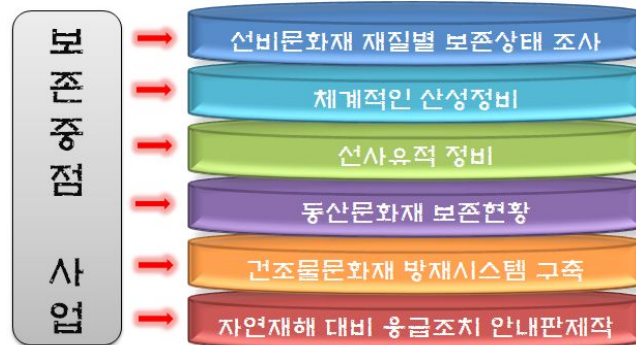 보존중점 사업
선비문화재 재질별 보존상태 조사
체계적인 산성정비
선사유적 정비
동산문화재 보존현황
건조물문화재 방재시스템 구축
자연재해 대비 응급조치 안내판제작